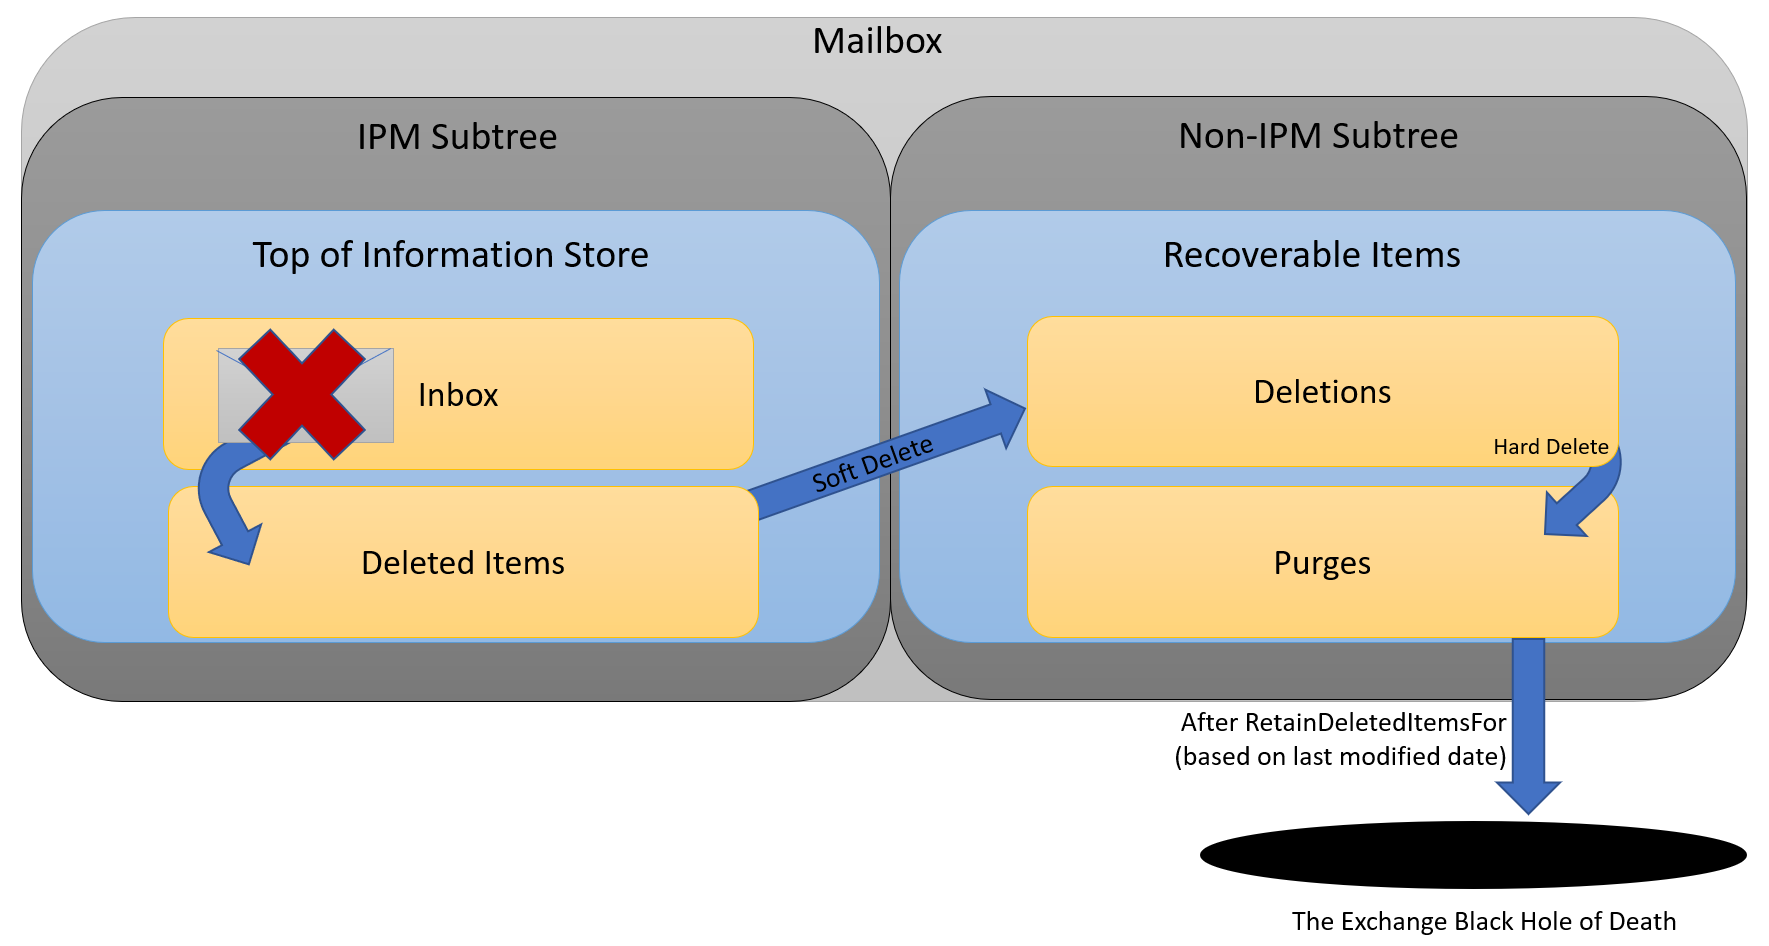 Mailbox
IPM Subtree
Non-IPM Subtree
Top of Information Store
Recoverable Items
Inbox
Deletions
Hard Delete
Soft Delete
Deleted Items
Purges
After RetainDeletedItemsFor
(based on last modified date)
The Exchange Black Hole of Death